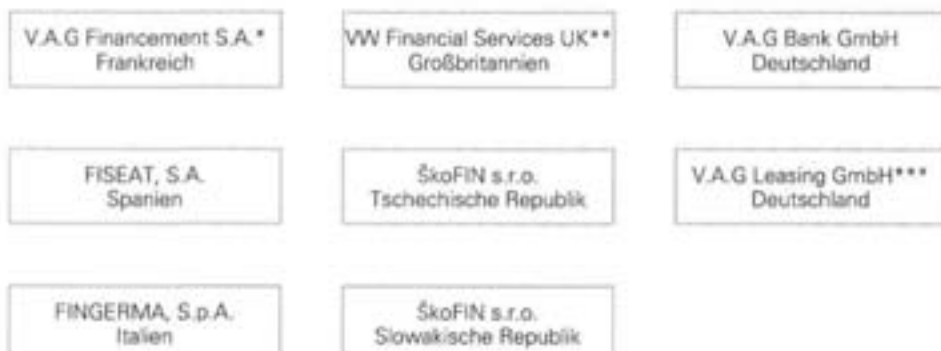 V.A.G Financement S.A.*
Frankreich
VW Financial Services UK**
Großbritannien
V.A.G Bank GmbH
Deutschland
FISEAT, S.A.
Spanien
ŠkoFIN s.r.o.
Tschechische Republik
V.A.G Leasing GmbH***
Deutschland
FINGERMA, S.p.A.
Italien
ŠkoFIN s.r.o.
Slowakische Republik